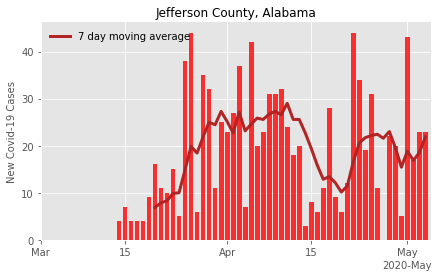 Jefferson County, Alabama
7 day moving average
New Covid-19 Cases
40
30
20
10
0
Mar
15
Apr
15
May
2020-May